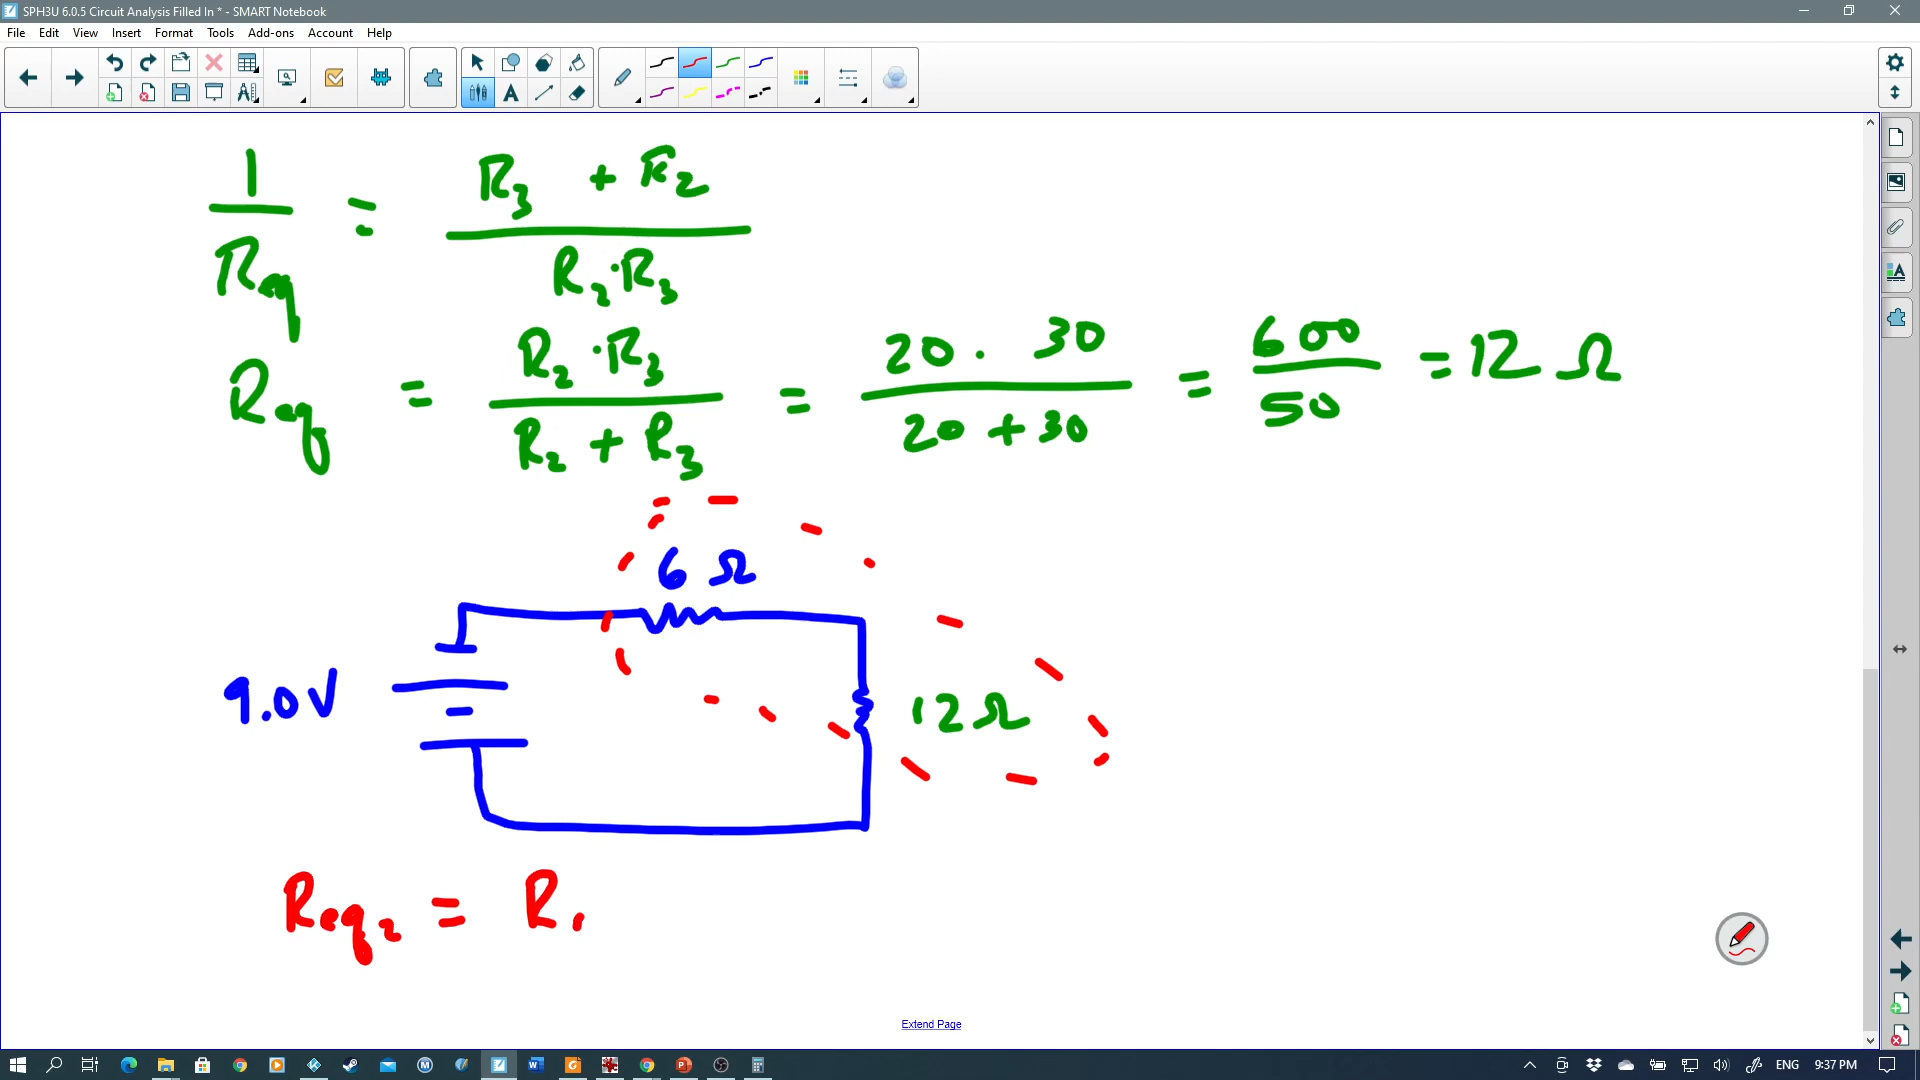 SPH3U 6.0.5 Circuit Analysis Filled In * - SMART Notebook
File Edit View Insert Format Tools Add-ons Account Help
1/Req = (R3 + R2)/(R2·R3)
Req = (R2·R3)/(R2 + R3) = (20 · 30)/(20 + 30) = 600/50 = 12 Ω
6 Ω
9.0V
12 Ω
Req2 = R1
Extend Page
ENG 9:37 PM